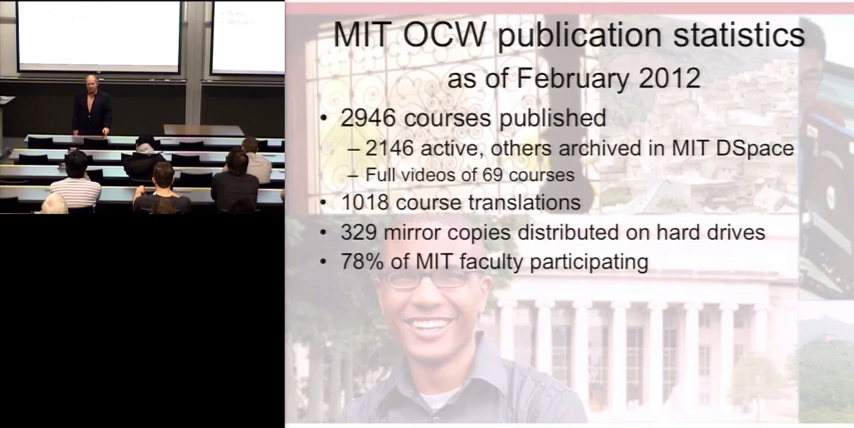 MIT OCW publication statistics
as of February 2012
• 2946 courses published
– 2146 active, others archived in MIT DSpace
– Full videos of 69 courses
• 1018 course translations
• 329 mirror copies distributed on hard drives
• 78% of MIT faculty participating